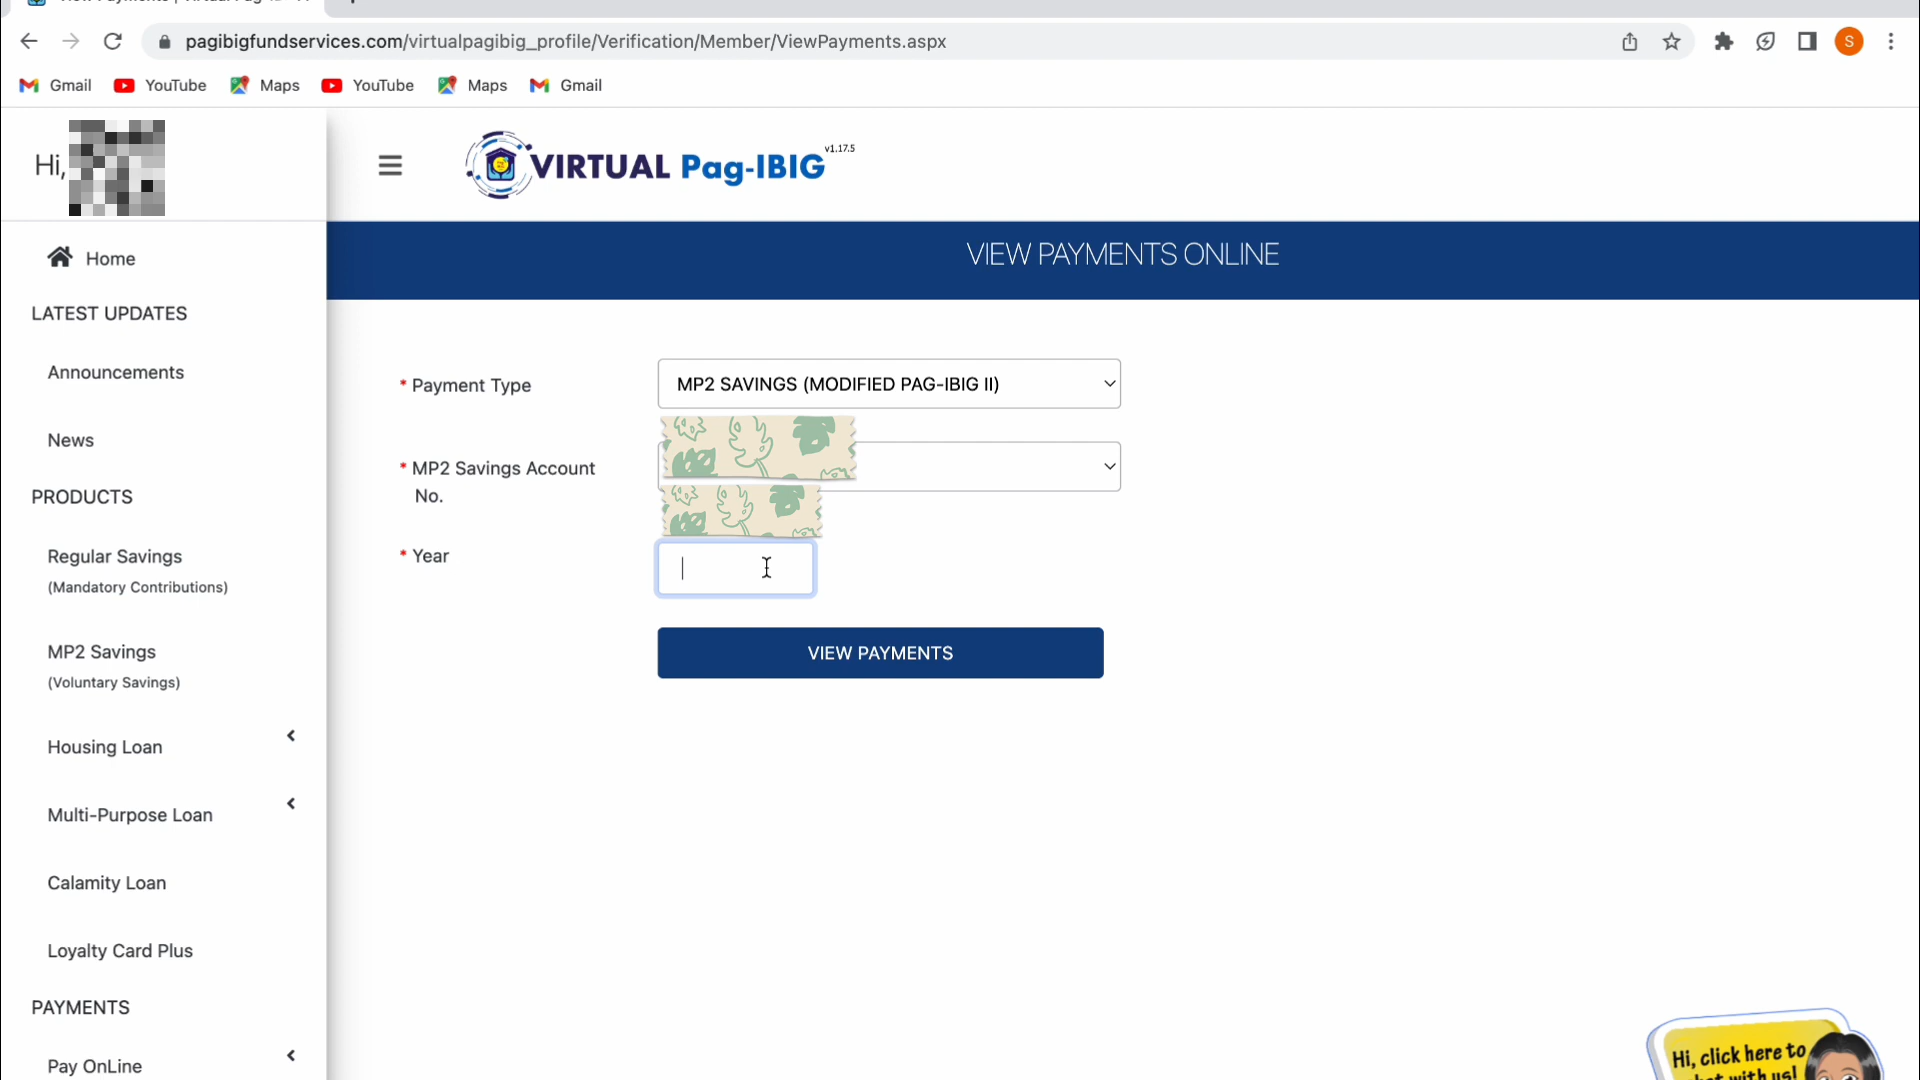 pagibigfundservices.com/virtualpagibig_profile/Verification/Member/ViewPayments.aspx
S
Gmail
YouTube
Maps
YouTube
Maps
Gmail
Hi,
VIRTUAL Pag-IBIG
v1.17.5
Home
LATEST UPDATES
Announcements
News
PRODUCTS
Regular Savings
(Mandatory Contributions)
MP2 Savings
(Voluntary Savings)
Housing Loan
Multi-Purpose Loan
Calamity Loan
Loyalty Card Plus
PAYMENTS
Pay OnLine
VIEW PAYMENTS ONLINE
* Payment Type
MP2 SAVINGS (MODIFIED PAG-IBIG II)
* MP2 Savings Account
No.
* Year
VIEW PAYMENTS
Hi, click here to
chat with us!